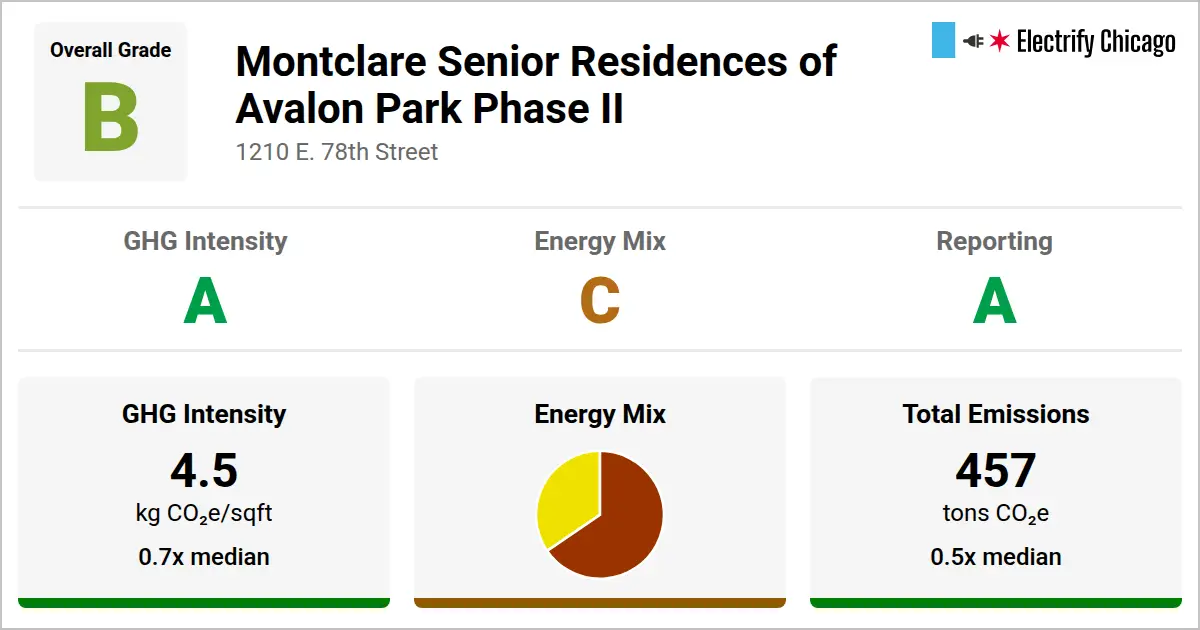 Overall Grade
B
Montclare Senior Residences of
Avalon Park Phase II
1210 E. 78th Street
Electrify Chicago
GHG Intensity
A
Energy Mix
C
Reporting
A
GHG Intensity
4.5
kg CO₂e/sqft
0.7x median
Energy Mix
Total Emissions
457
tons CO₂e
0.5x median